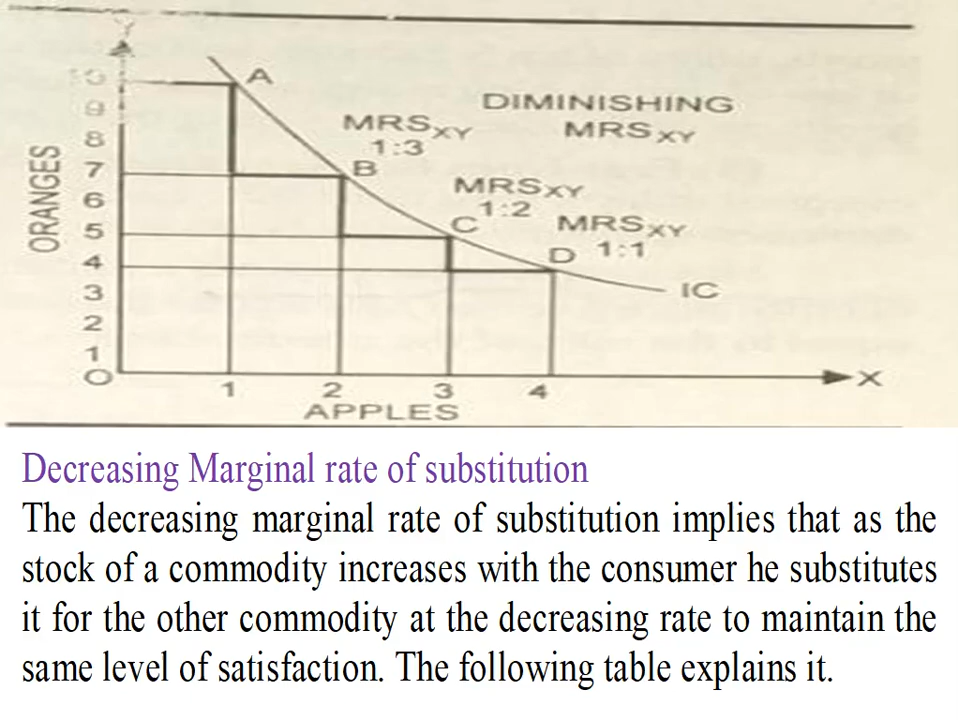 Y
10
A
9
DIMINISHING
MRSXY
8
MRSXY
1:3
7
B
6
MRSXY
1:2
ORANGES
5
C
MRSXY
1:1
4
D
3
IC
2
1
O
X
1 2 3 4
APPLES
Decreasing Marginal rate of substitution
The decreasing marginal rate of substitution implies that as the
stock of a commodity increases with the consumer he substitutes
it for the other commodity at the decreasing rate to maintain the
same level of satisfaction. The following table explains it.